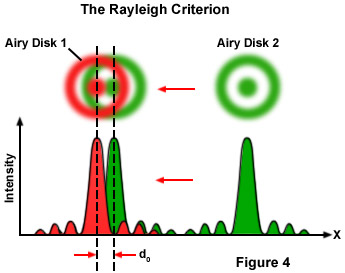 The Rayleigh Criterion
Airy Disk 1
Airy Disk 2
Intensity
X
d₀
Figure 4